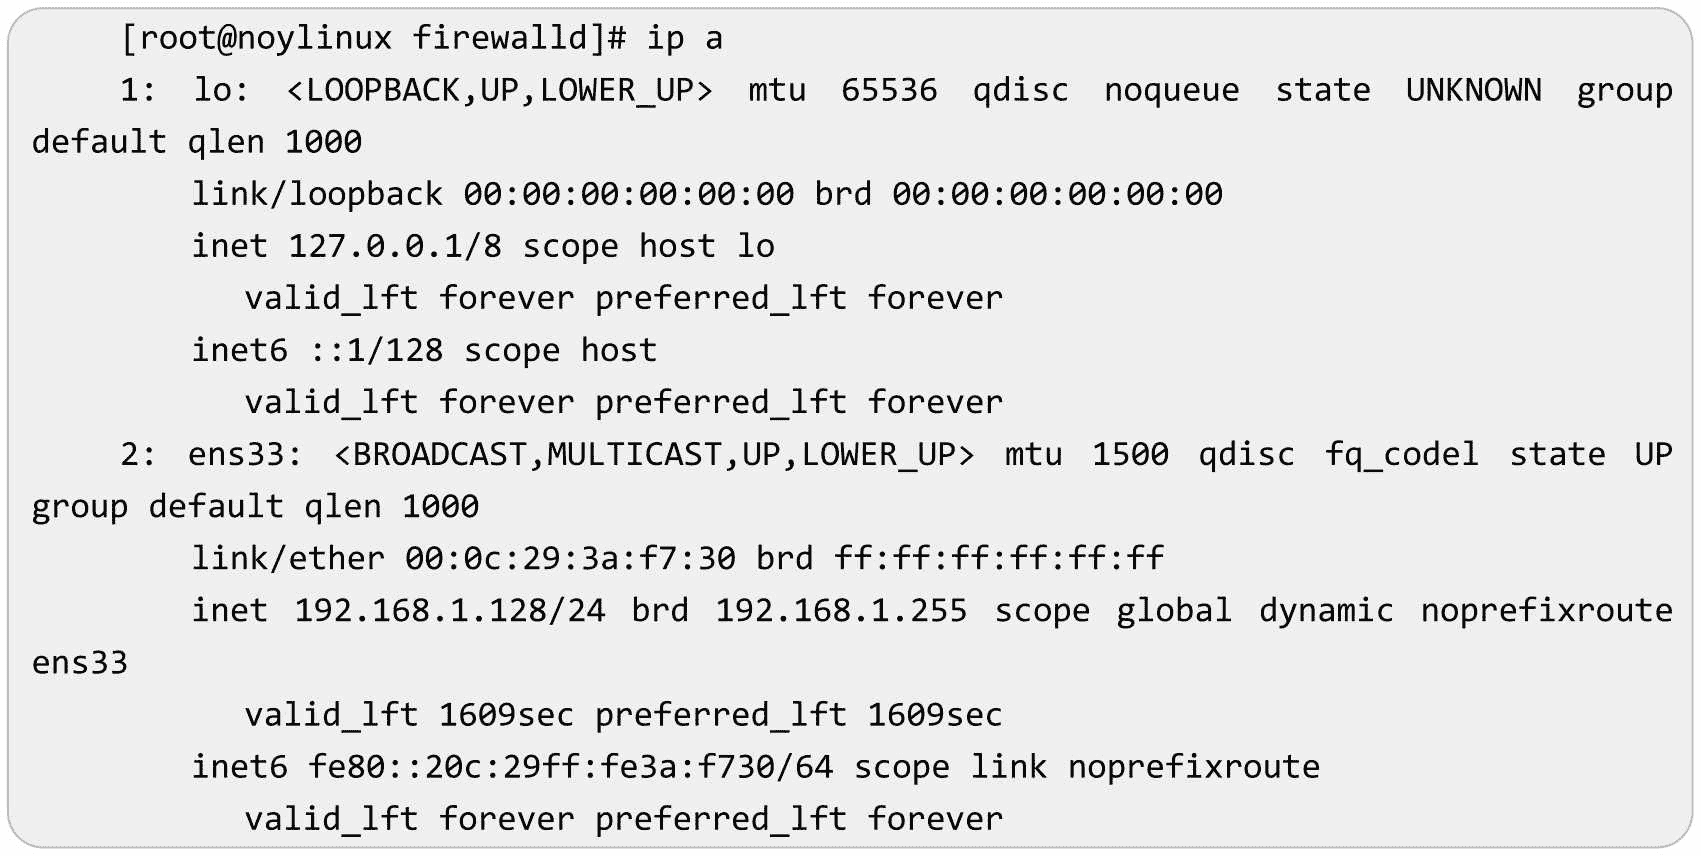 [root@noylinux firewalld]# ip a
1: lo: <LOOPBACK,UP,LOWER_UP> mtu 65536 qdisc noqueue state UNKNOWN group
default qlen 1000
link/loopback 00:00:00:00:00:00 brd 00:00:00:00:00:00
inet 127.0.0.1/8 scope host lo
valid_lft forever preferred_lft forever
inet6 ::1/128 scope host
valid_lft forever preferred_lft forever
2: ens33: <BROADCAST,MULTICAST,UP,LOWER_UP> mtu 1500 qdisc fq_codel state UP
group default qlen 1000
link/ether 00:0c:29:3a:f7:30 brd ff:ff:ff:ff:ff:ff
inet 192.168.1.128/24 brd 192.168.1.255 scope global dynamic noprefixroute
ens33
valid_lft 1609sec preferred_lft 1609sec
inet6 fe80::20c:29ff:fe3a:f730/64 scope link noprefixroute
valid_lft forever preferred_lft forever